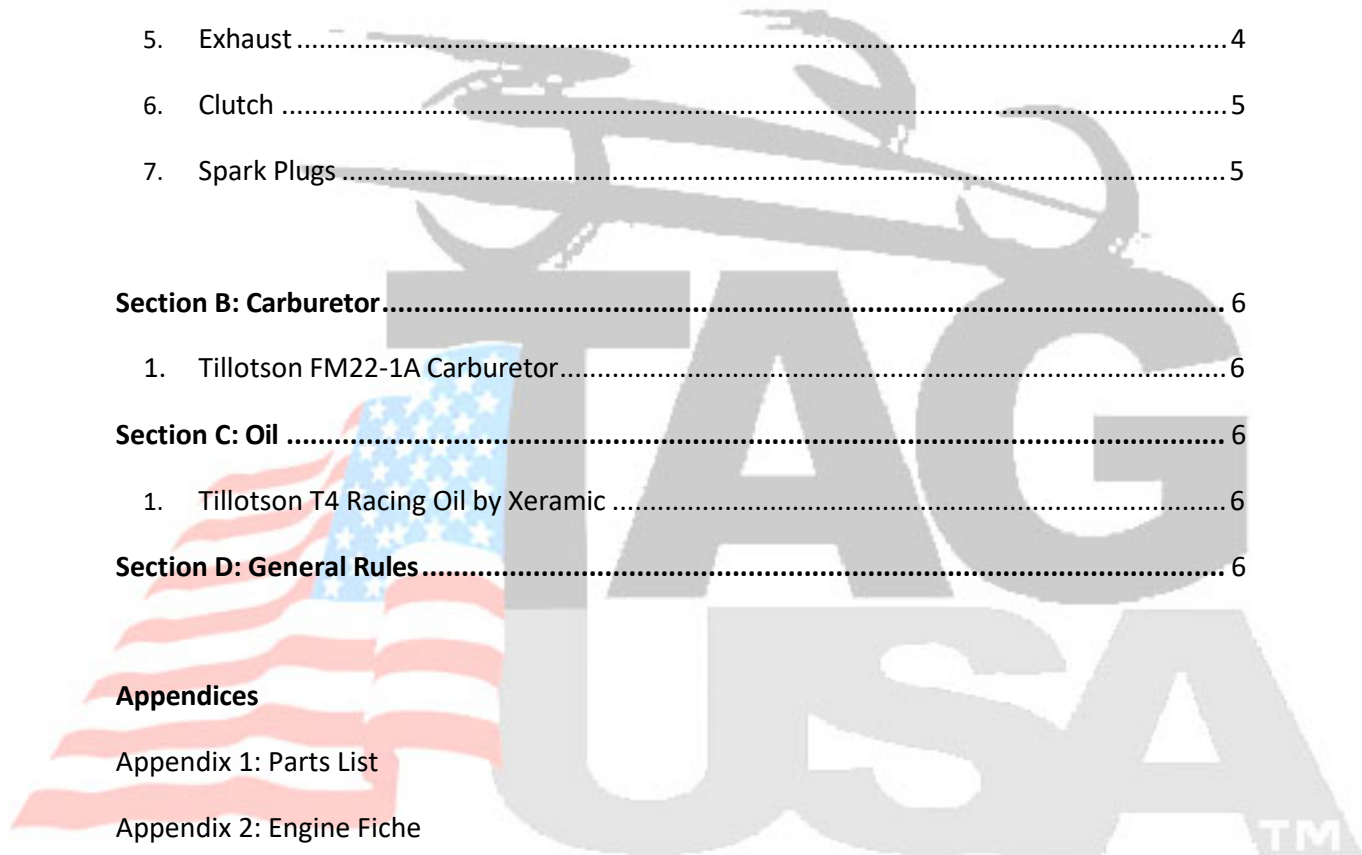 5. Exhaust ........................................................................ 4
6. Clutch ........................................................................ 5
7. Spark Plugs ........................................................................ 5
Section B: Carburetor ........................................................................ 6
1. Tillotson FM22-1A Carburetor ........................................................................ 6
Section C: Oil ........................................................................ 6
1. Tillotson T4 Racing Oil by Xeramic ........................................................................ 6
Section D: General Rules ........................................................................ 6
Appendices
Appendix 1: Parts List
Appendix 2: Engine Fiche
TAG
USA
TM